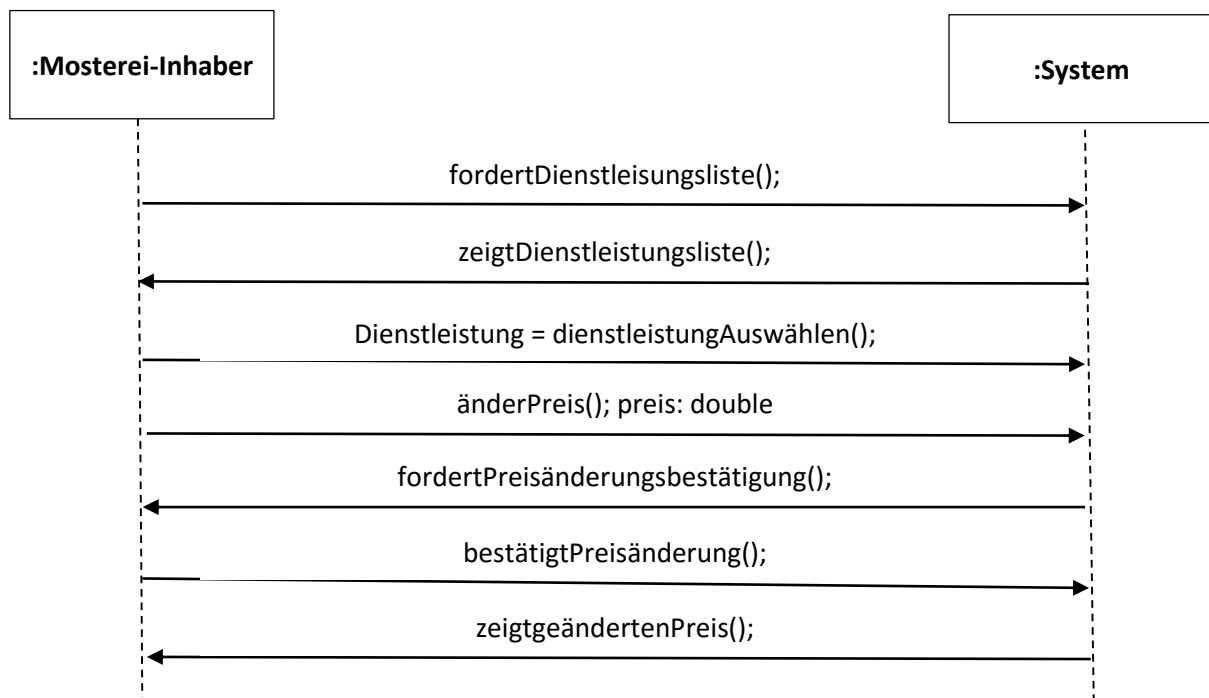 :Mosterei-Inhaber
:System
fordertDienstleisungsliste();
zeigtDienstleistungsliste();
Dienstleistung = dienstleistungAuswählen();
änderPreis(); preis: double
fordertPreisänderungsbestätigung();
bestätigtPreisänderung();
zeigtgeändertenPreis();